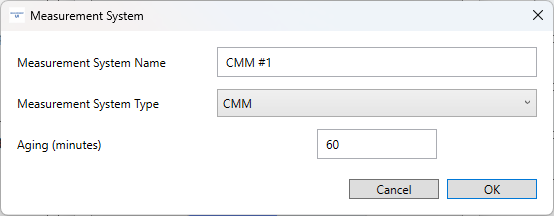 Measurement System
Measurement System Name
CMM #1
Measurement System Type
CMM
Aging (minutes)
60
Cancel
OK